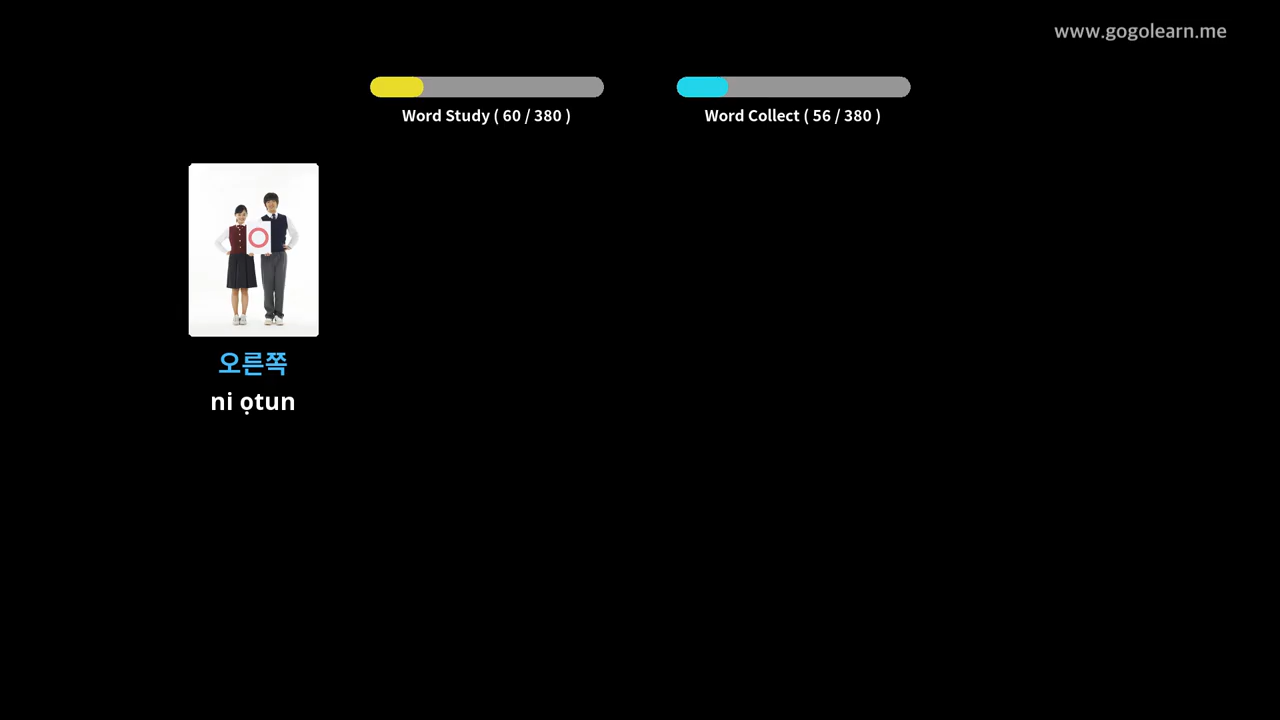 www.gogolearn.me
Word Study ( 60 / 380 )
Word Collect ( 56 / 380 )
오른쪽
ni ọtun